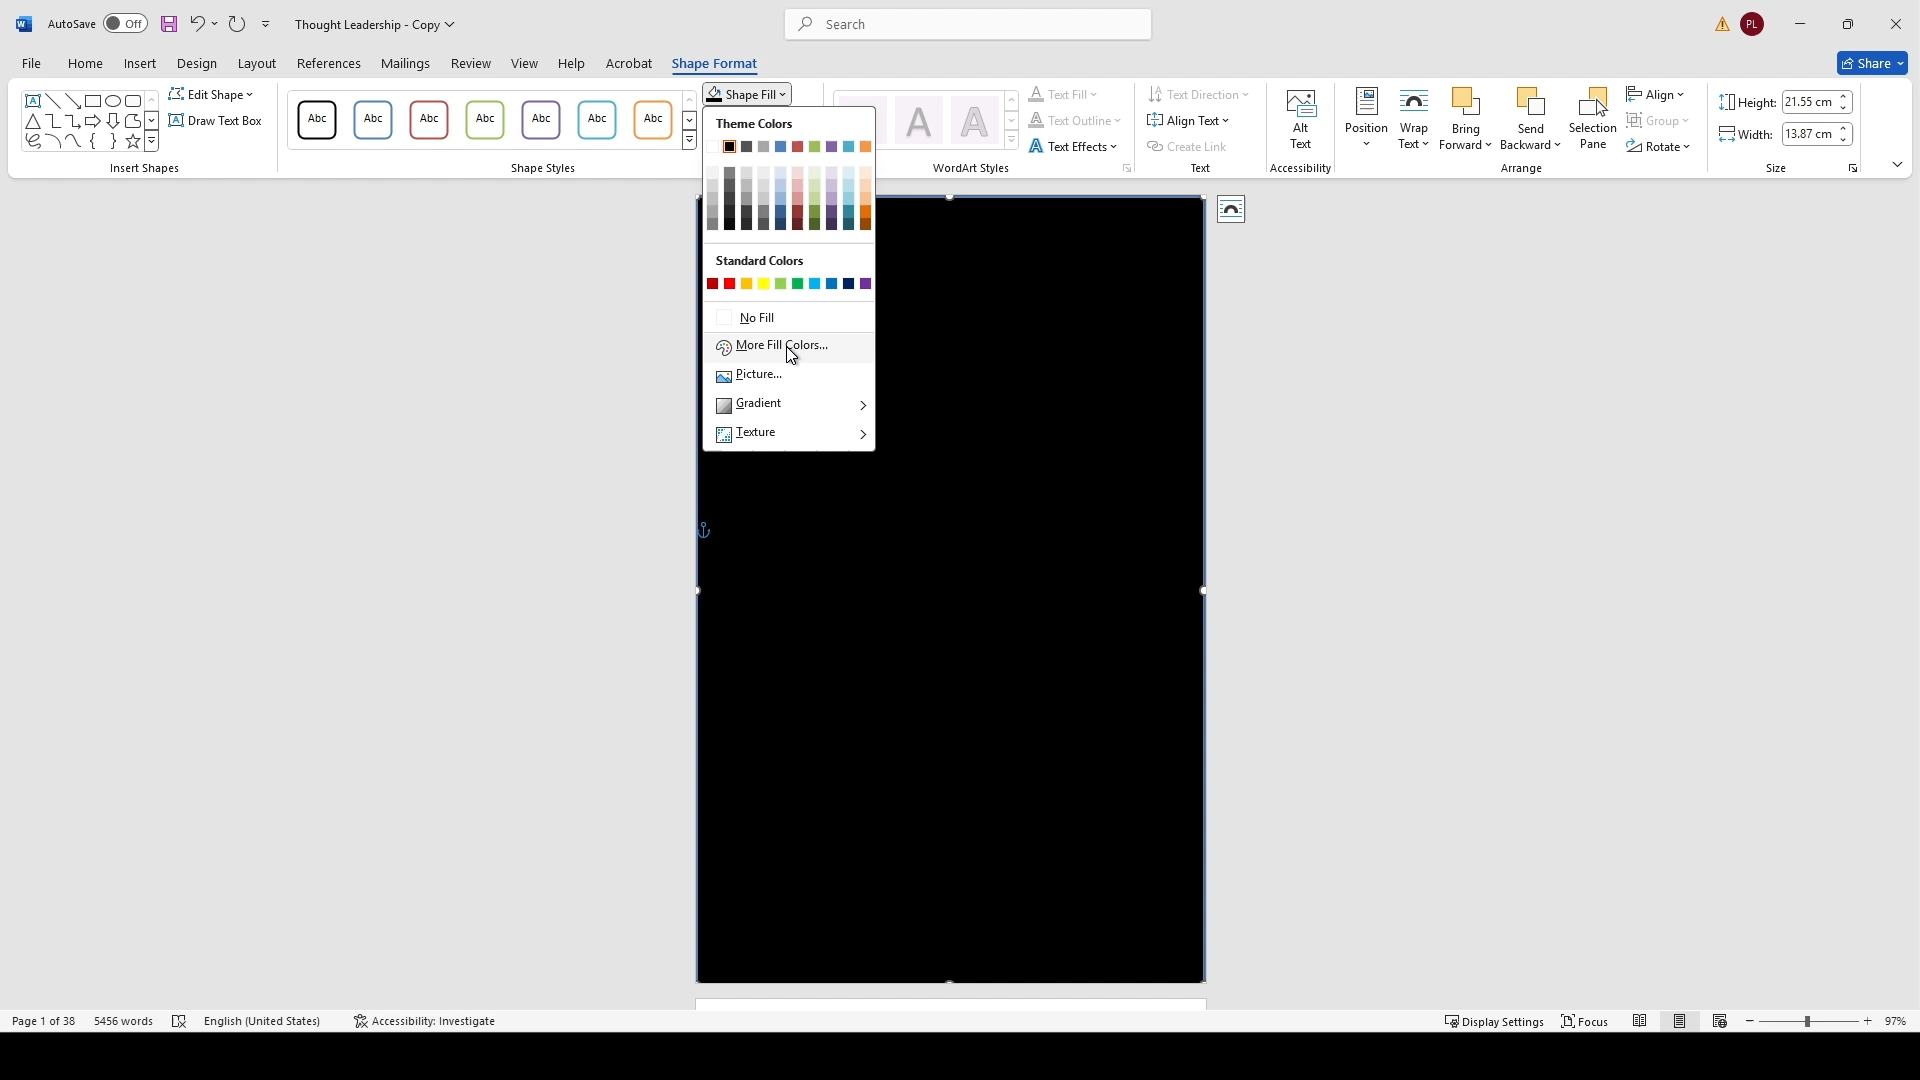 AutoSave Off Thought Leadership - Copy Search PL
File Home Insert Design Layout References Mailings Review View Help Acrobat Shape Format Share
Edit Shape
Draw Text Box
Insert Shapes
Abc Abc Abc Abc Abc Abc Abc
Shape Styles
Shape Fill
Theme Colors
Standard Colors
No Fill
More Fill Colors...
Picture...
Gradient
Texture
A A
WordArt Styles
Text Fill
Text Outline
Text Effects
Text Direction
Align Text
Create Link
Text
Alt
Text
Accessibility
Position
Wrap
Text
Bring
Forward
Send
Backward
Selection
Pane
Align
Group
Rotate
Arrange
Height: 21.55 cm
Width: 13.87 cm
Size
Page 1 of 38 5456 words English (United States) Accessibility: Investigate Display Settings Focus 97%